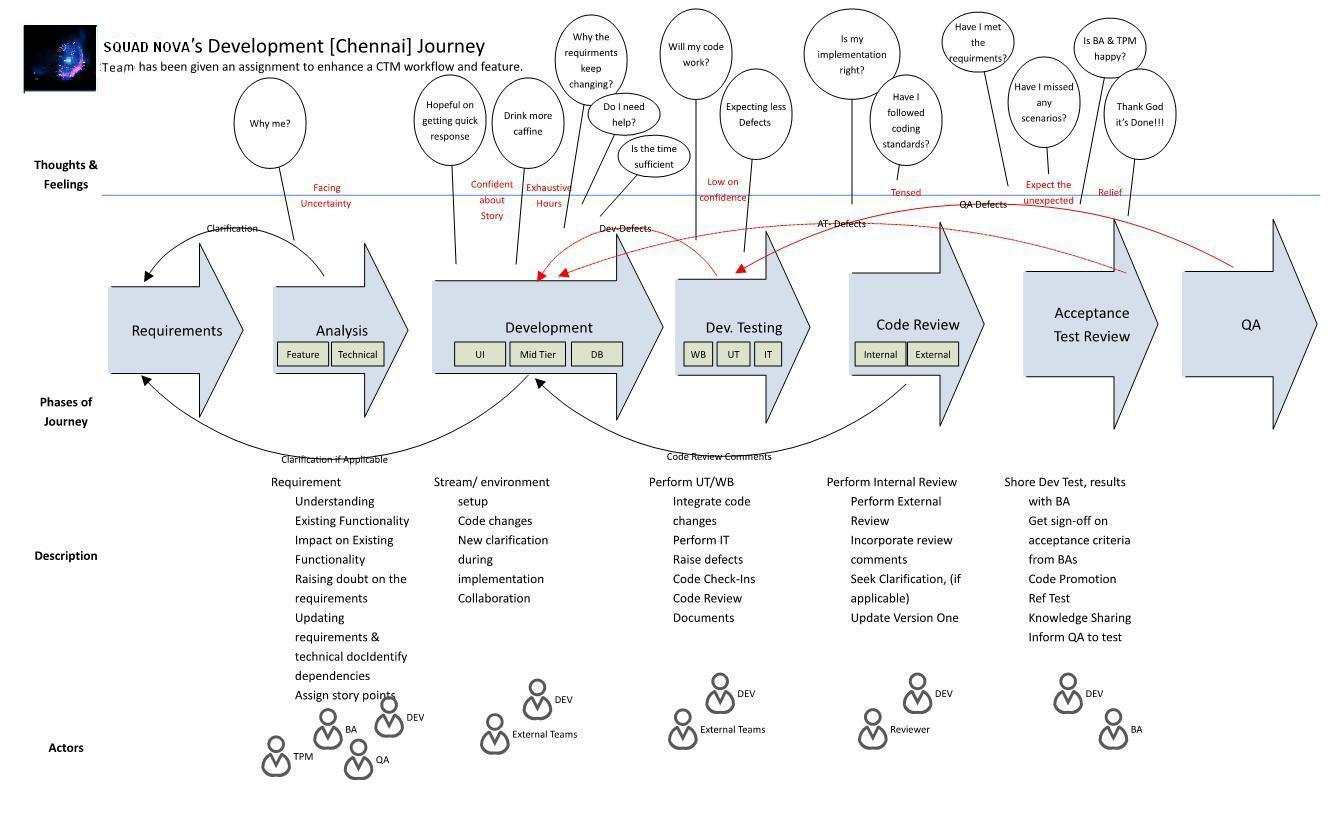 SQUAD NOVA's Development [Chennai] Journey
Team has been given an assignment to enhance a CTM workflow and feature.
Why me?
Hopeful on
getting quick
response
Drink more
caffine
Why the
requirments
keep
changing?
Do I need
help?
Is the time
sufficient
Will my code
work?
Expecting less
Defects
Is my
implementation
right?
Have I
followed
coding
standards?
Have I met
the
requirments?
Have I missed
any
scenarios?
Is BA & TPM
happy?
Thank God
it's Done!!!
Thoughts &
Feelings
Facing
Uncertainty
Confident
about
Story
Exhaustive
Hours
Low on
confidence
Tensed
Expect the
unexpected
Relief
Clarification
Dev-Defects
AT- Defects
QA Defects
Requirements
Analysis
Feature
Technical
Development
UI
Mid Tier
DB
Dev. Testing
WB
UT
IT
Code Review
Internal
External
Acceptance
Test Review
QA
Phases of
Journey
Clarification if Applicable
Code Review Comments
Description
Requirement
Understanding
Existing Functionality
Impact on Existing
Functionality
Raising doubt on the
requirements
Updating
requirements &
technical docIdentify
dependencies
Assign story points
Stream/ environment
setup
Code changes
New clarification
during
implementation
Collaboration
Perform UT/WB
Integrate code
changes
Perform IT
Raise defects
Code Check-Ins
Code Review
Documents
Perform Internal Review
Perform External
Review
Incorporate review
comments
Seek Clarification, (if
applicable)
Update Version One
Shore Dev Test, results
with BA
Get sign-off on
acceptance criteria
from BAs
Code Promotion
Ref Test
Knowledge Sharing
Inform QA to test
Actors
TPM
BA
DEV
QA
DEV
External Teams
DEV
External Teams
DEV
Reviewer
DEV
BA